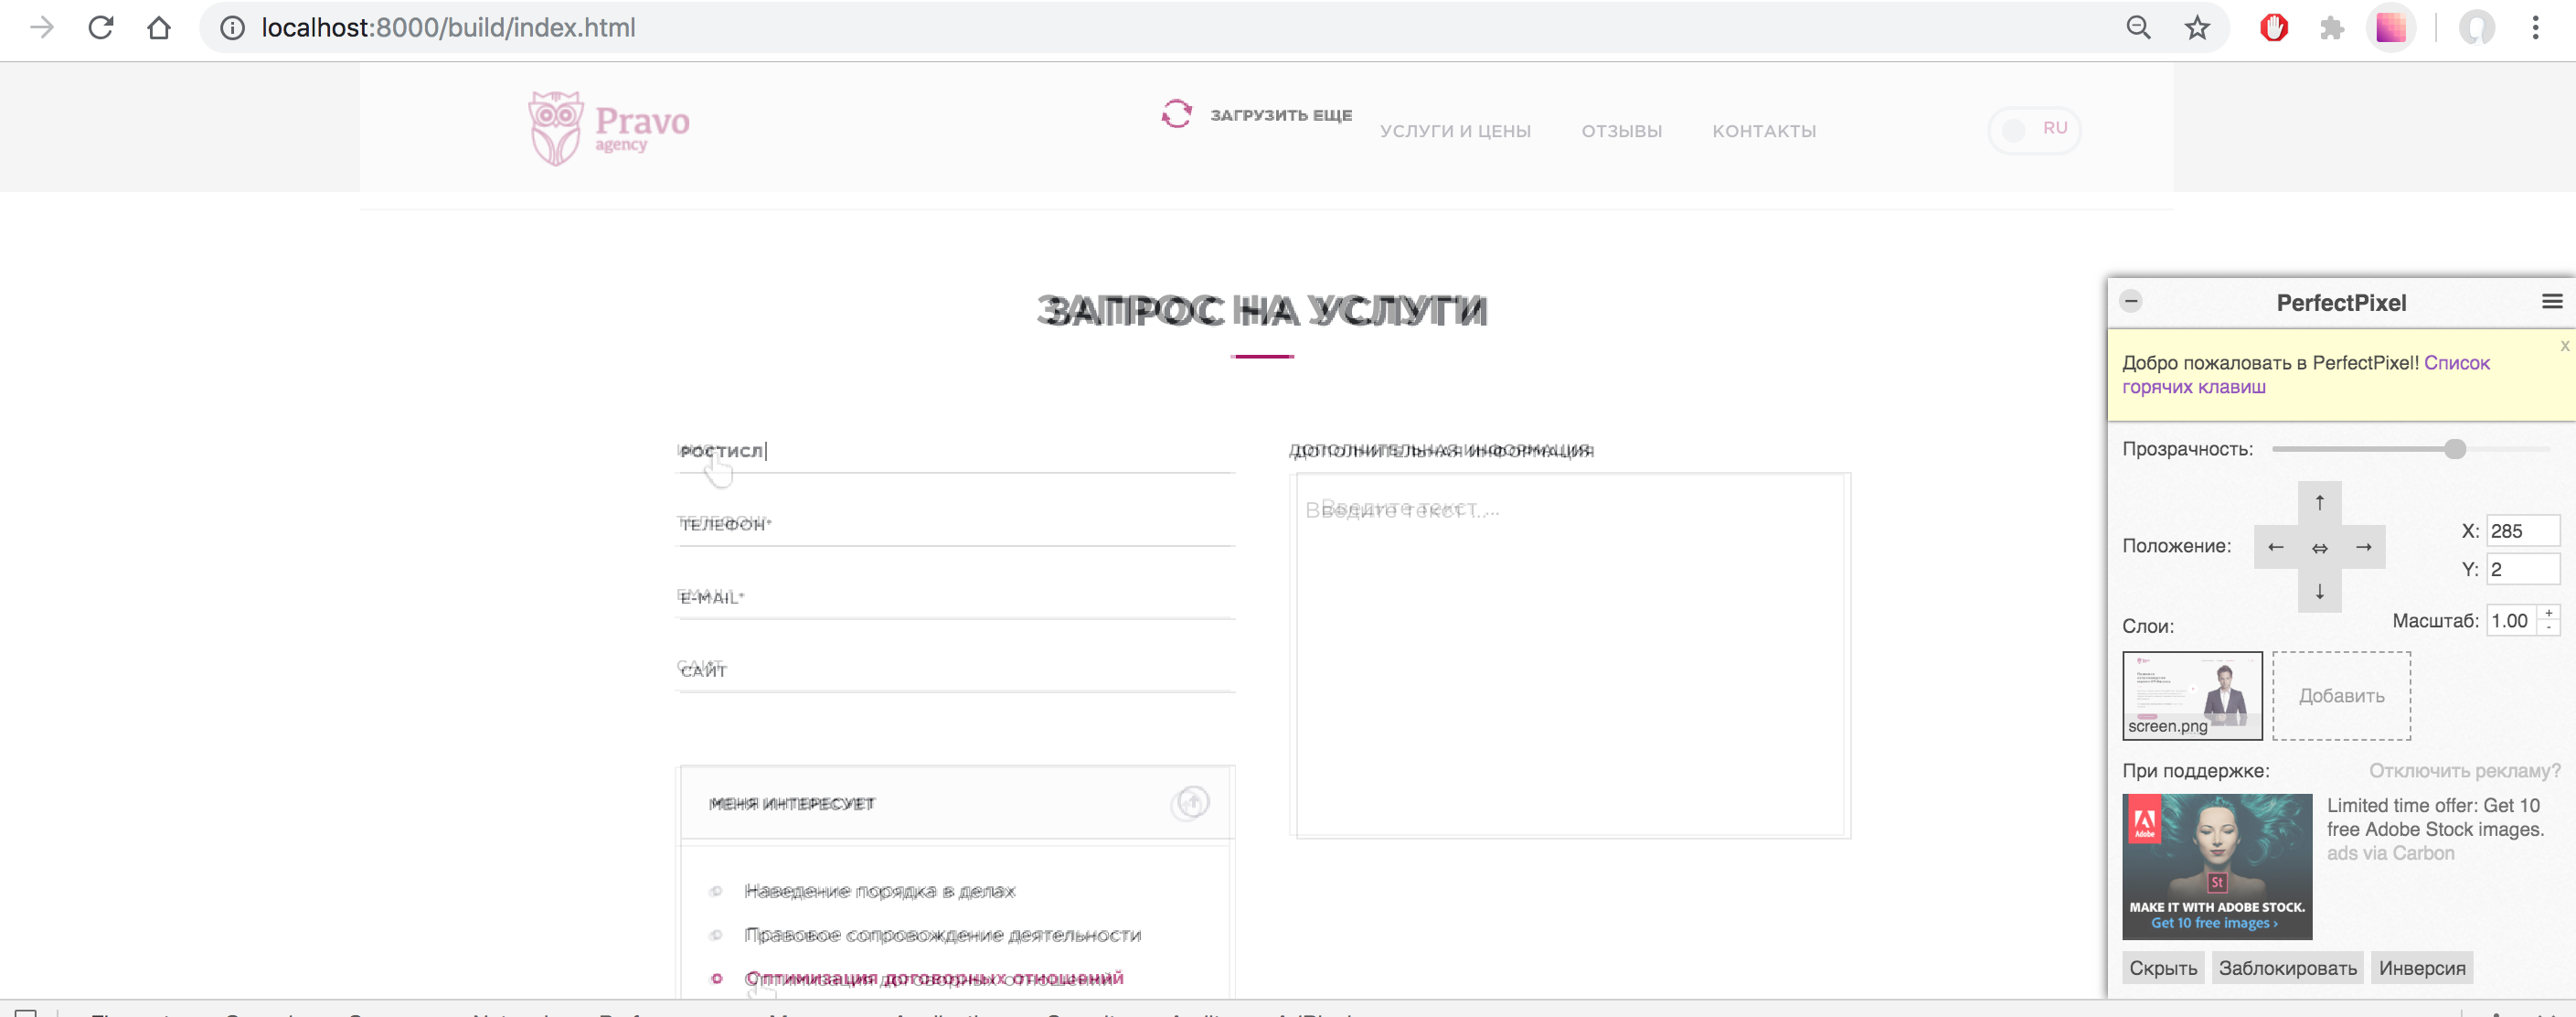 localhost:8000/build/index.html
Pravo
agency
ЗАГРУЗИТЬ ЕЩЕ
УСЛУГИ И ЦЕНЫ
ОТЗЫВЫ
КОНТАКТЫ
RU
ЗАПРОС НА УСЛУГИ
РОСТИСЛ
ТЕЛЕФОН*
E-MAIL*
САЙТ
ДОПОЛНИТЕЛЬНАЯ ИНФОРМАЦИЯ
Введите текст ...
МЕНЯ ИНТЕРЕСУЕТ
Наведение порядка в делах
Правовое сопровождение деятельности
Оптимизация договорных отношений
PerfectPixel
x
Добро пожаловать в PerfectPixel! Список
горячих клавиш
Прозрачность:
Положение:
X: 285
Y: 2
Масштаб: 1.00
Слои:
screen.png
Добавить
При поддержке:
Отключить рекламу?
Adobe
St
MAKE IT WITH ADOBE STOCK.
Get 10 free images ›
Limited time offer: Get 10
free Adobe Stock images.
ads via Carbon
Скрыть
Заблокировать
Инверсия